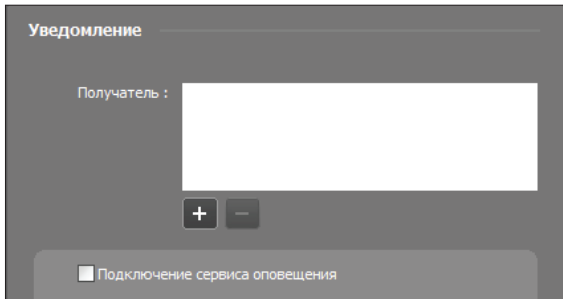 Уведомление
Получатель :
Подключение сервиса оповещения